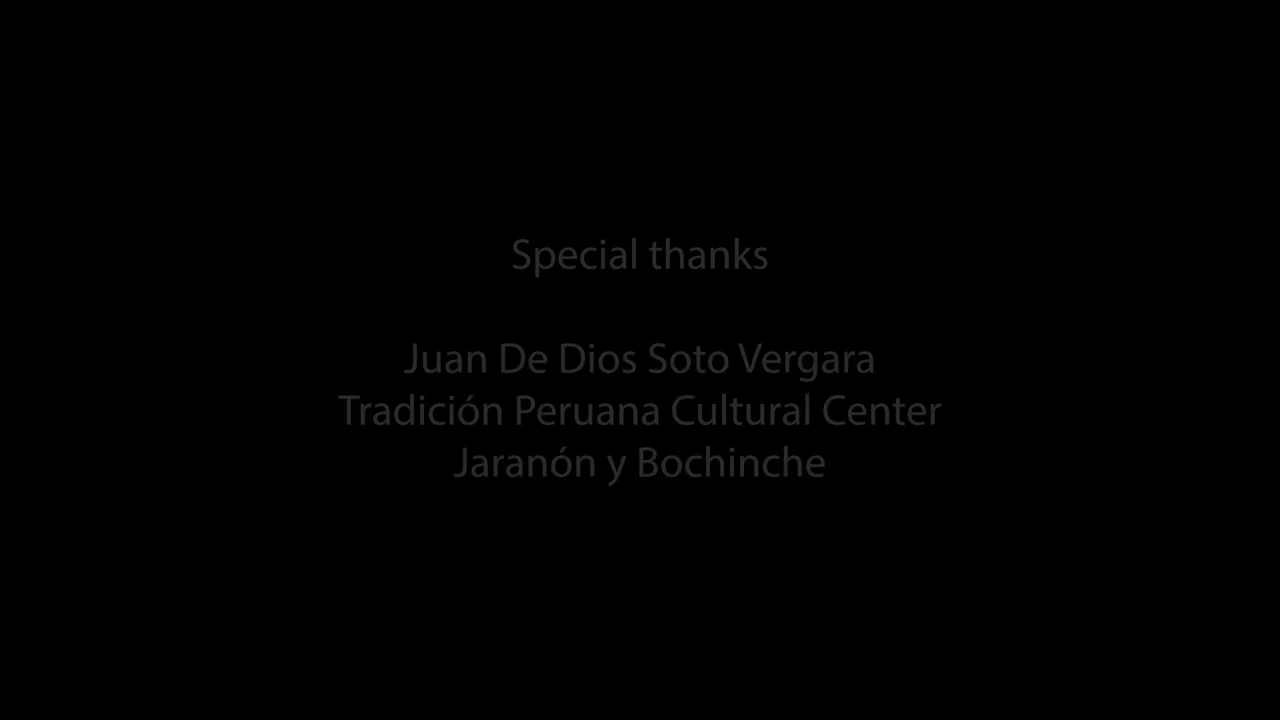 Special thanks
Juan De Dios Soto Vergara
Tradición Peruana Cultural Center
Jaranón y Bochinche